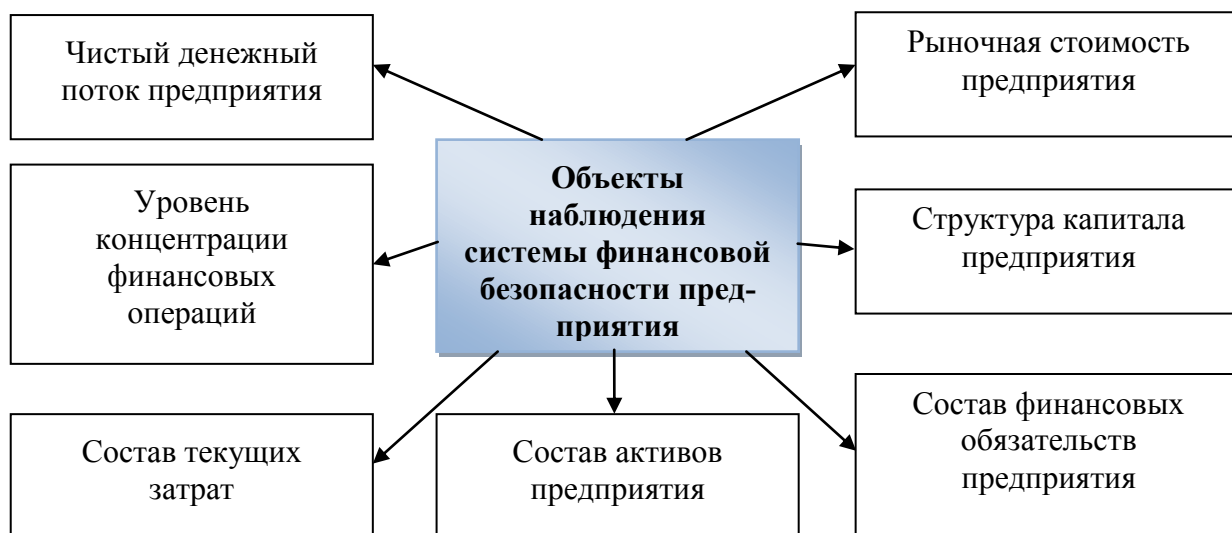 Чистый денежный
поток предприятия
Рыночная стоимость
предприятия
Объекты
наблюдения
системы финансовой
безопасности пред-
приятия
Уровень
концентрации
финансовых
операций
Структура капитала
предприятия
Состав текущих
затрат
Состав активов
предприятия
Состав финансовых
обязательств
предприятия